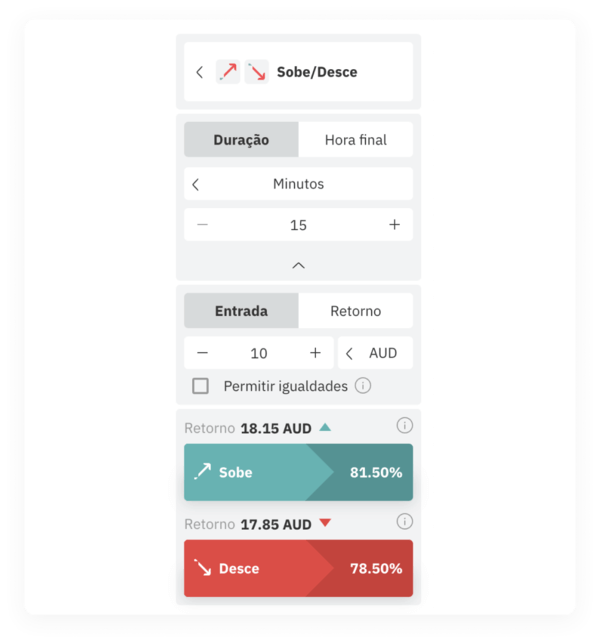 Sobe/Desce
Duração Hora final
Minutos
15
Entrada Retorno
10 AUD
Permitir igualdades
Retorno 18.15 AUD
Sobe 81.50%
Retorno 17.85 AUD
Desce 78.50%